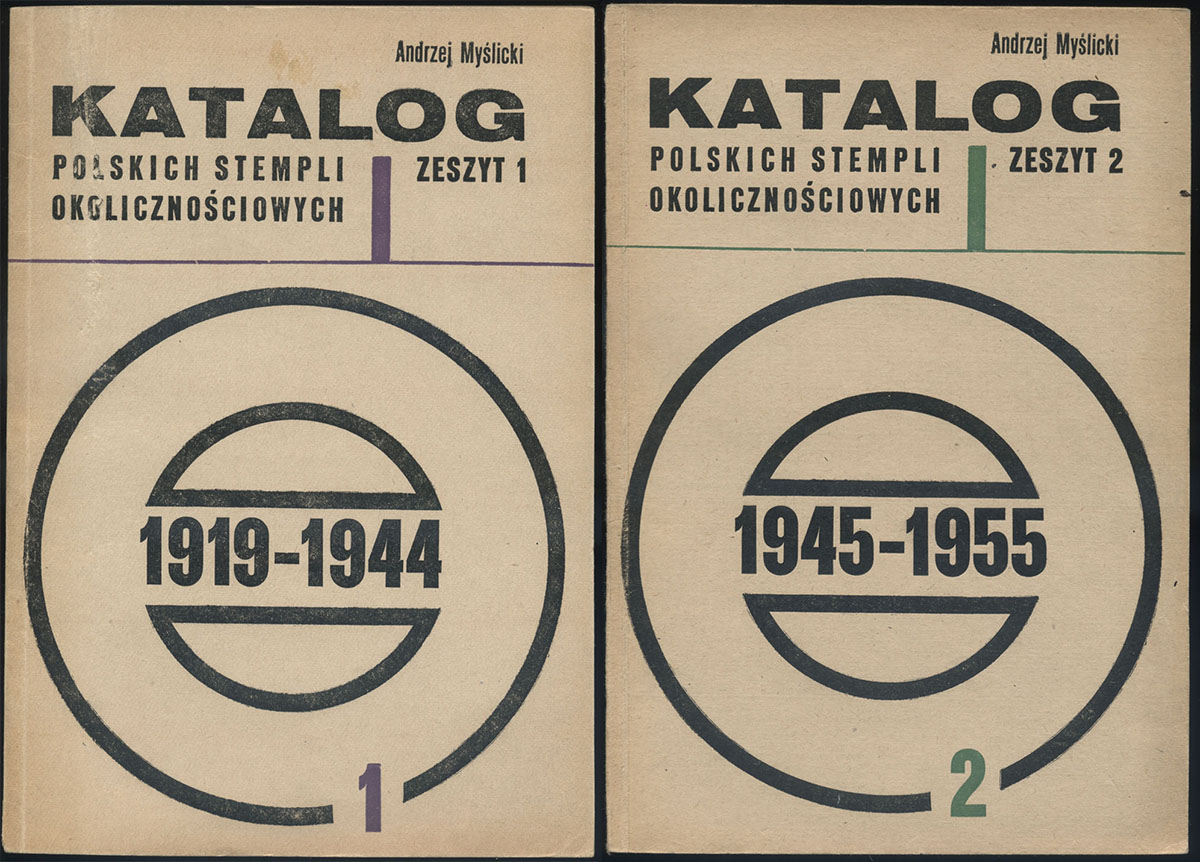 Andrzej Myślicki
KATALOG
POLSKICH STEMPLI
OKOLICZNOŚCIOWYCH
ZESZYT 1
1919-1944
1
Andrzej Myślicki
KATALOG
POLSKICH STEMPLI
OKOLICZNOŚCIOWYCH
ZESZYT 2
1945-1955
2